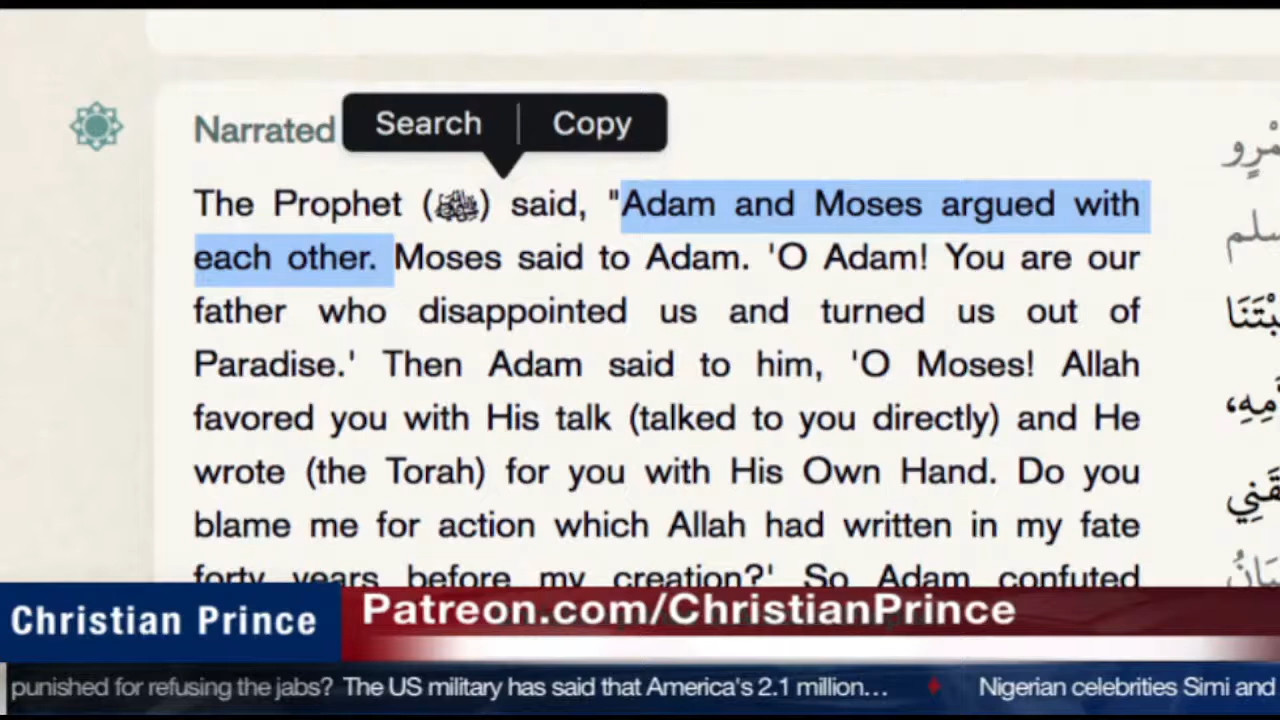 Narrated
Search
Copy
The Prophet (ﷺ) said, "Adam and Moses argued with
each other. Moses said to Adam. 'O Adam! You are our
father who disappointed us and turned us out of
Paradise.' Then Adam said to him, 'O Moses! Allah
favored you with His talk (talked to you directly) and He
wrote (the Torah) for you with His Own Hand. Do you
blame me for action which Allah had written in my fate
forty years before my creation?' So Adam confuted
Christian Prince
Patreon.com/ChristianPrince
punished for refusing the jabs? The US military has said that America's 2.1 million... Nigerian celebrities Simi and